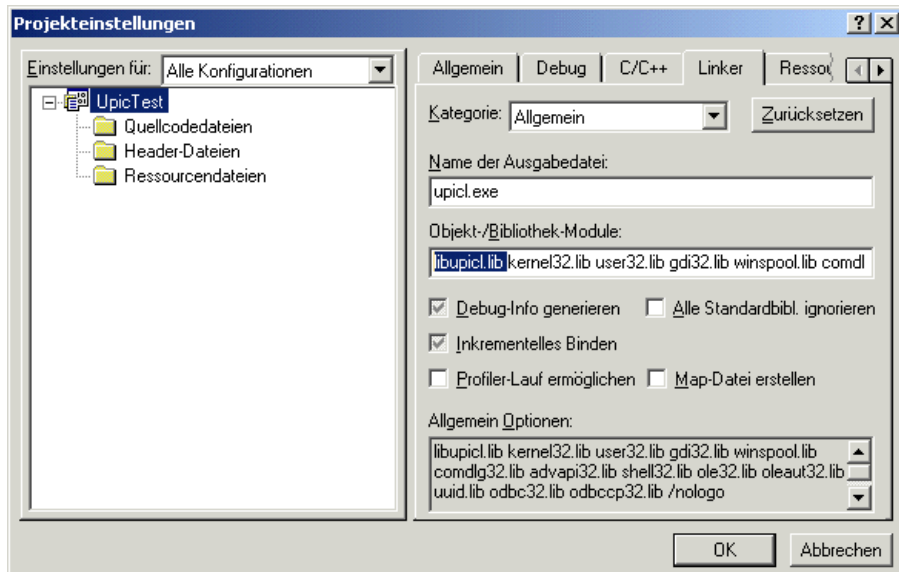 Projekteinstellungen
Einstellungen für: Alle Konfigurationen
UpicTest
Quellcodedateien
Header-Dateien
Ressourcendateien
Allgemein Debug C/C++ Linker
Kategorie: Allgemein Zurücksetzen
Name der Ausgabedatei:
upicl.exe
Objekt-/Bibliothek-Module:
libupicl.lib kernel32.lib user32.lib gdi32.lib winspool.lib comdl
Debug-Info generieren Alle Standardbibl. ignorieren
Inkrementelles Binden
Profiler-Lauf ermöglichen Map-Datei erstellen
Allgemein Optionen:
libupicl.lib kernel32.lib user32.lib gdi32.lib winspool.lib
comdlg32.lib advapi32.lib shell32.lib ole32.lib oleaut32.lib
uuid.lib odbc32.lib odbccp32.lib /nologo
OK Abbrechen